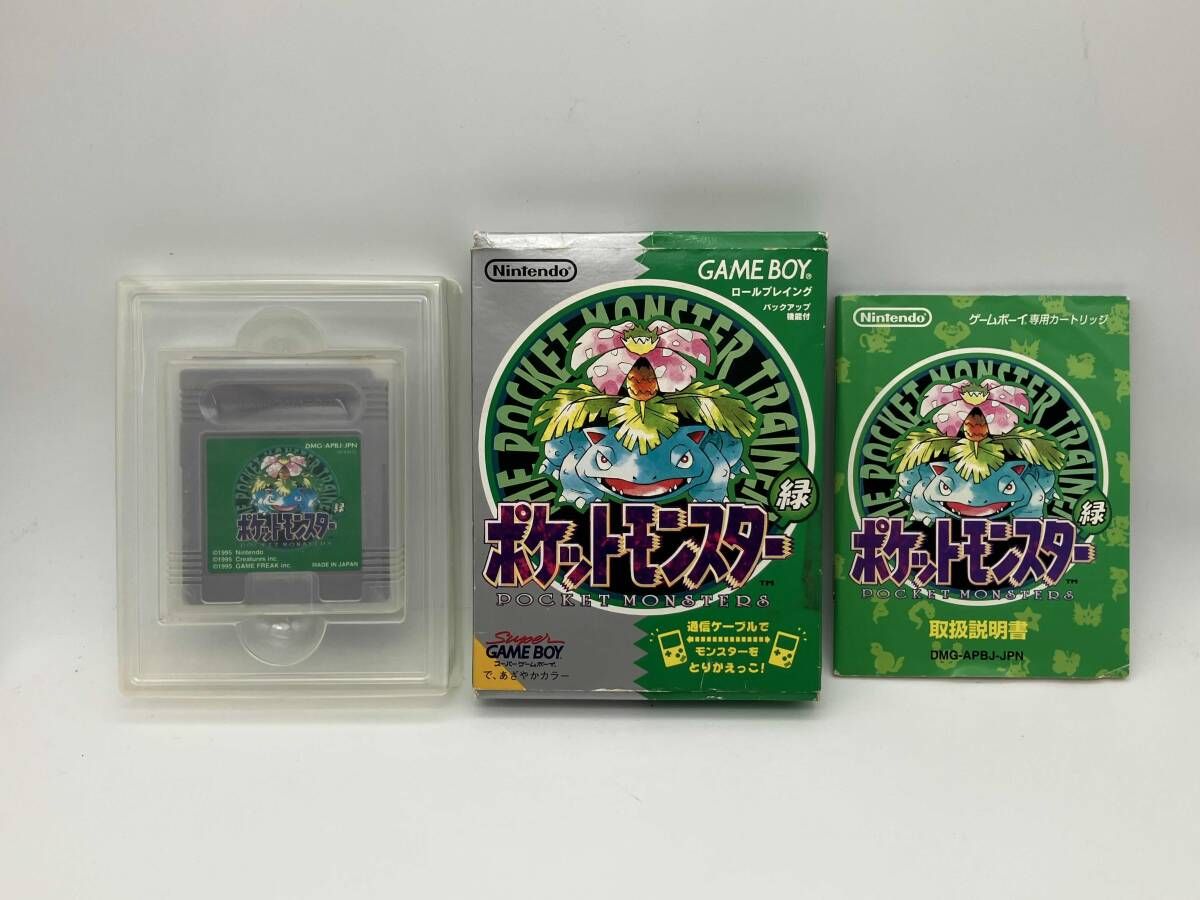 DMG-APBJ-JPN
ポケットモンスター
緑
POCKET MONSTERS
©1995 Nintendo
©1995 Creatures inc.
©1995 GAME FREAK inc.
MADE IN JAPAN
Nintendo
GAME BOY®
ロールプレイング
バックアップ
機能付
POCKET MONSTER TRAIN
緑
ポケットモンスター
TM
POCKET MONSTERS
Super
GAME BOY
スーパーゲームボーイ
で、あざやかカラー
通信ケーブルで
モンスターを
とりかえっこ!
Nintendo
ゲームボーイ専用カートリッジ
POCKET MONSTER TRAIN
緑
ポケットモンスター
TM
POCKET MONSTERS
取扱説明書
DMG-APBJ-JPN